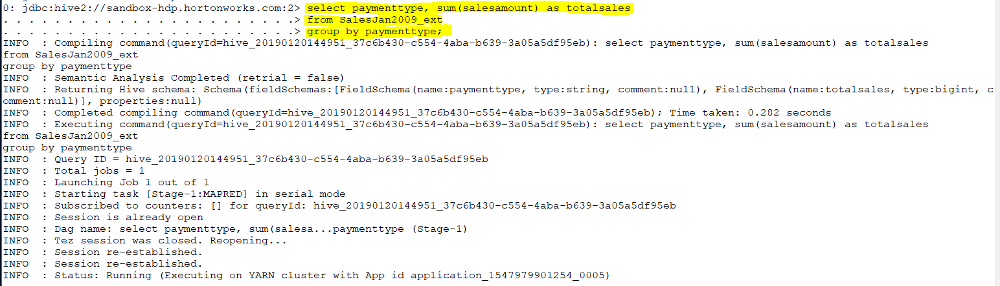 0: jdbc:hive2://sandbox-hdp.hortonworks.com:2> select paymenttype, sum(salesamount) as totalsales
. . . . . . . . . . . . . . . . . . . . . . .> from SalesJan2009_ext
. . . . . . . . . . . . . . . . . . . . . . .> group by paymenttype;
INFO  : Compiling command(queryId=hive_20190120144951_37c6b430-c554-4aba-b639-3a05a5df95eb): select paymenttype, sum(salesamount) as totalsales
from SalesJan2009_ext
group by paymenttype
INFO  : Semantic Analysis Completed (retrial = false)
INFO  : Returning Hive schema: Schema(fieldSchemas:[FieldSchema(name:paymenttype, type:string, comment:null), FieldSchema(name:totalsales, type:bigint, c
omment:null)], properties:null)
INFO  : Completed compiling command(queryId=hive_20190120144951_37c6b430-c554-4aba-b639-3a05a5df95eb); Time taken: 0.282 seconds
INFO  : Executing command(queryId=hive_20190120144951_37c6b430-c554-4aba-b639-3a05a5df95eb): select paymenttype, sum(salesamount) as totalsales
from SalesJan2009_ext
group by paymenttype
INFO  : Query ID = hive_20190120144951_37c6b430-c554-4aba-b639-3a05a5df95eb
INFO  : Total jobs = 1
INFO  : Launching Job 1 out of 1
INFO  : Starting task [Stage-1:MAPRED] in serial mode
INFO  : Subscribed to counters: [] for queryId: hive_20190120144951_37c6b430-c554-4aba-b639-3a05a5df95eb
INFO  : Session is already open
INFO  : Dag name: select paymenttype, sum(salesa...paymenttype (Stage-1)
INFO  : Tez session was closed. Reopening...
INFO  : Session re-established.
INFO  : Session re-established.
INFO  : Status: Running (Executing on YARN cluster with App id application_1547979901254_0005)